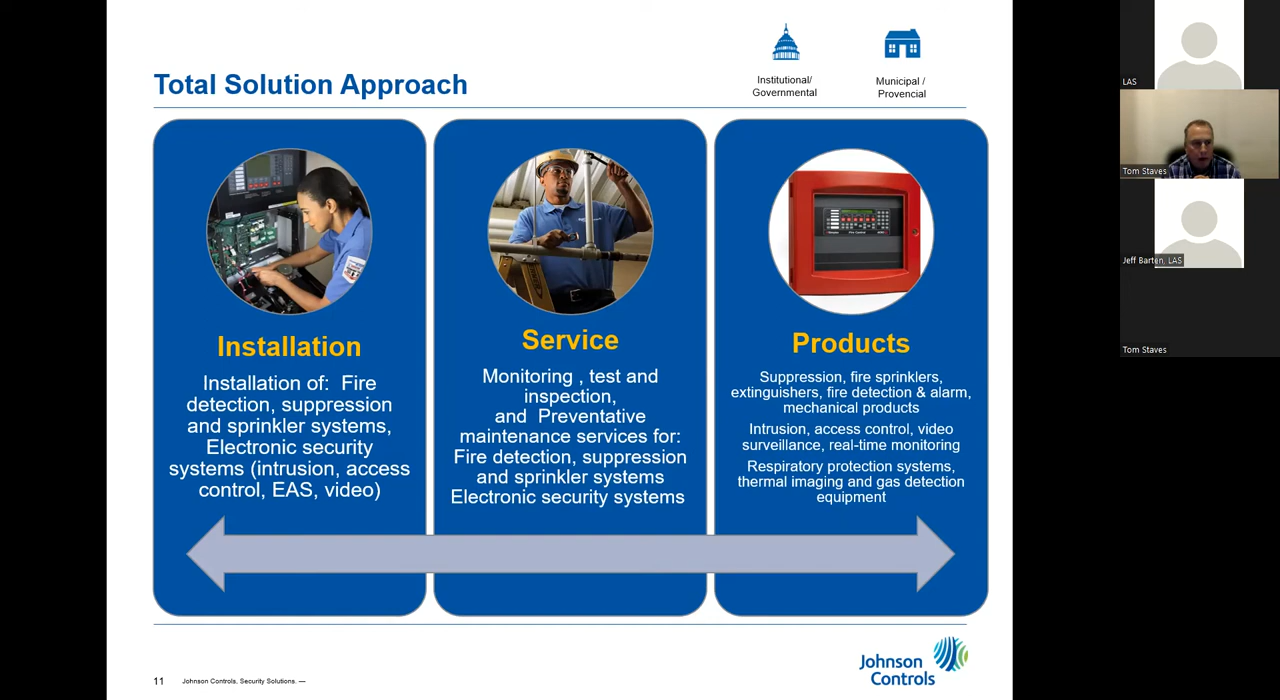 Total Solution Approach
Institutional/
Governmental
Municipal /
Provencial
Installation
Installation of:  Fire
detection, suppression
and sprinkler systems,
Electronic security
systems (intrusion, access
control, EAS, video)
Service
Monitoring , test and
inspection,
and  Preventative
maintenance services for:
Fire detection, suppression
and sprinkler systems
Electronic security systems
Products
Suppression, fire sprinklers,
extinguishers, fire detection & alarm,
mechanical products
Intrusion, access control, video
surveillance, real-time monitoring
Respiratory protection systems,
thermal imaging and gas detection
equipment
11
Johnson Controls, Security Solutions. —
Johnson
Controls
LAS
Tom Staves
Jeff Barten, LAS
Tom Staves